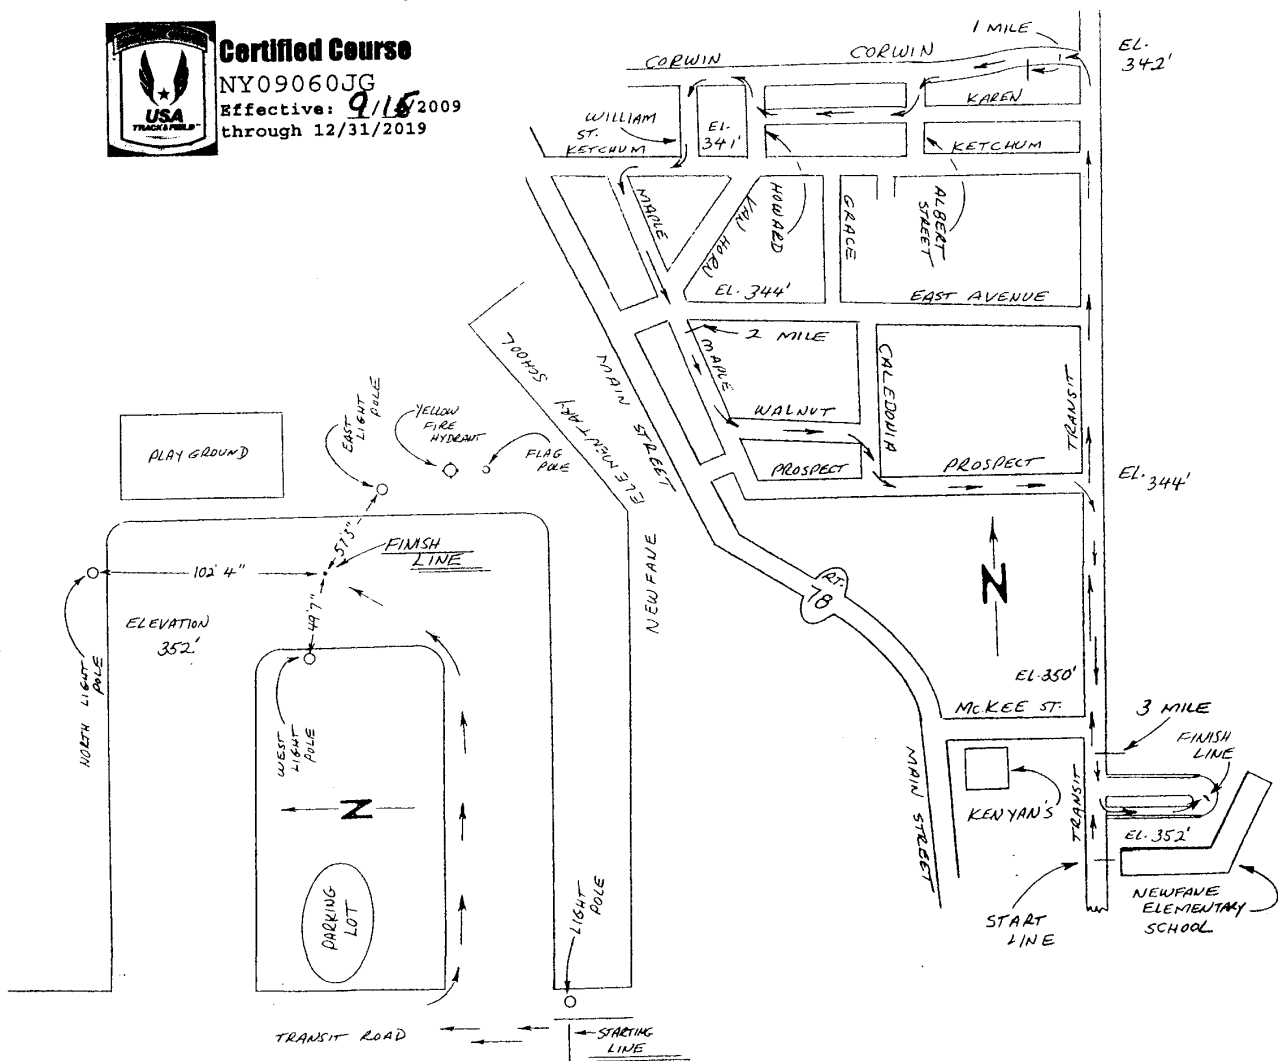 Certified Course
NY09060JG
Effective: 9/15/2009
through 12/31/2019
USA
TRACK & FIELD
1 MILE
EL.
342'
CORWIN
CORWIN
KAREN
WILLIAM
ST.
KETCHUM
EL.
341'
KETCHUM
MAPLE
VAN HORN
HOWARD
GRACE
ALBERT
STREET
EL. 344'
EAST AVENUE
2 MILE
MAPLE
MAIN STREET
CALEDONIA
TRANSIT
WALNUT
PROSPECT
PROSPECT
EL.
344'
RT.
78
N
EL. 350'
McKEE ST.
3 MILE
FINISH
LINE
MAIN STREET
KENYAN'S
TRANSIT
EL. 352'
START
LINE
NEWFANE
ELEMENTARY
SCHOOL
NEWFANE
ELEMENTARY
SCHOOL
PLAYGROUND
EAST
LIGHT
POLE
YELLOW
FIRE
HYDRANT
FLAG
POLE
57'3"
FINISH
LINE
102' 4"
49'7"
ELEVATION
352'
NORTH LIGHT
POLE
WEST
LIGHT
POLE
N
PARKING
LOT
LIGHT
POLE
TRANSIT ROAD
STARTING
LINE